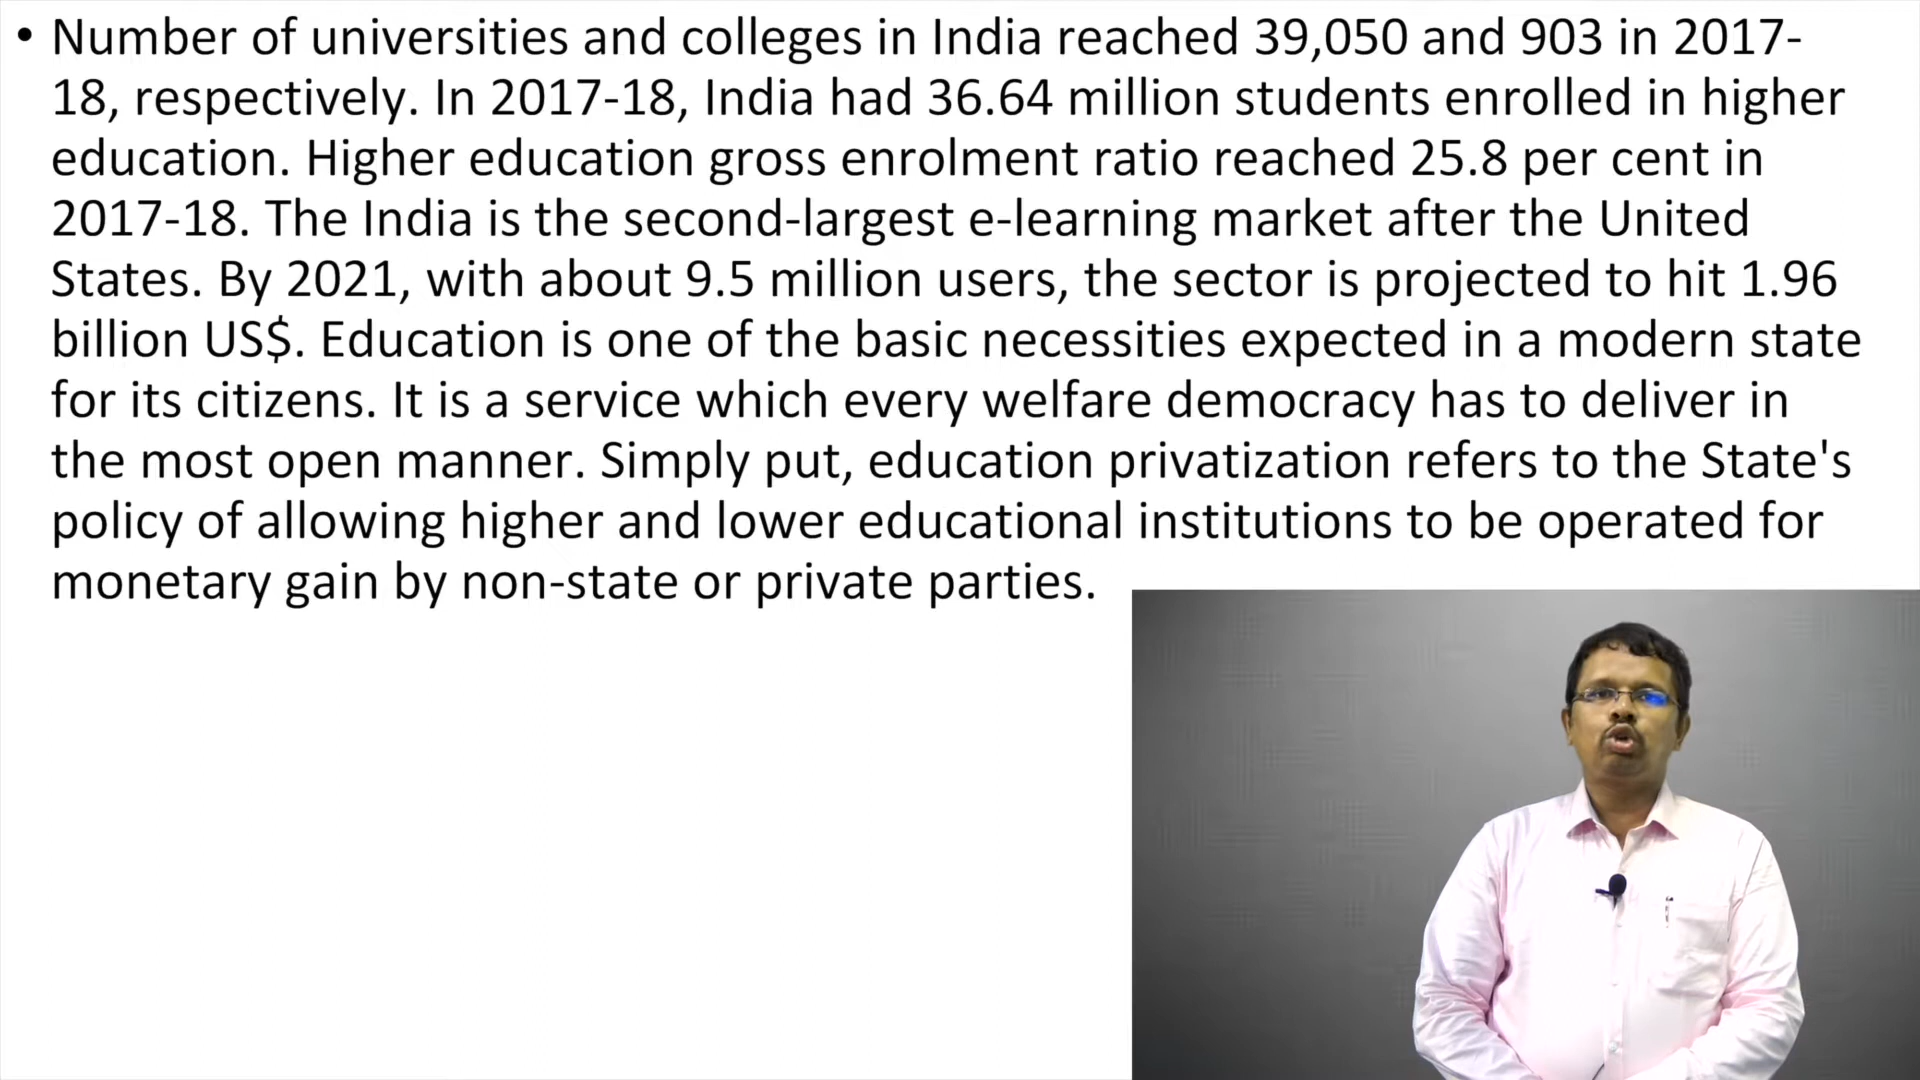 • Number of universities and colleges in India reached 39,050 and 903 in 2017-
18, respectively. In 2017-18, India had 36.64 million students enrolled in higher
education. Higher education gross enrolment ratio reached 25.8 per cent in
2017-18. The India is the second-largest e-learning market after the United
States. By 2021, with about 9.5 million users, the sector is projected to hit 1.96
billion US$. Education is one of the basic necessities expected in a modern state
for its citizens. It is a service which every welfare democracy has to deliver in
the most open manner. Simply put, education privatization refers to the State's
policy of allowing higher and lower educational institutions to be operated for
monetary gain by non-state or private parties.